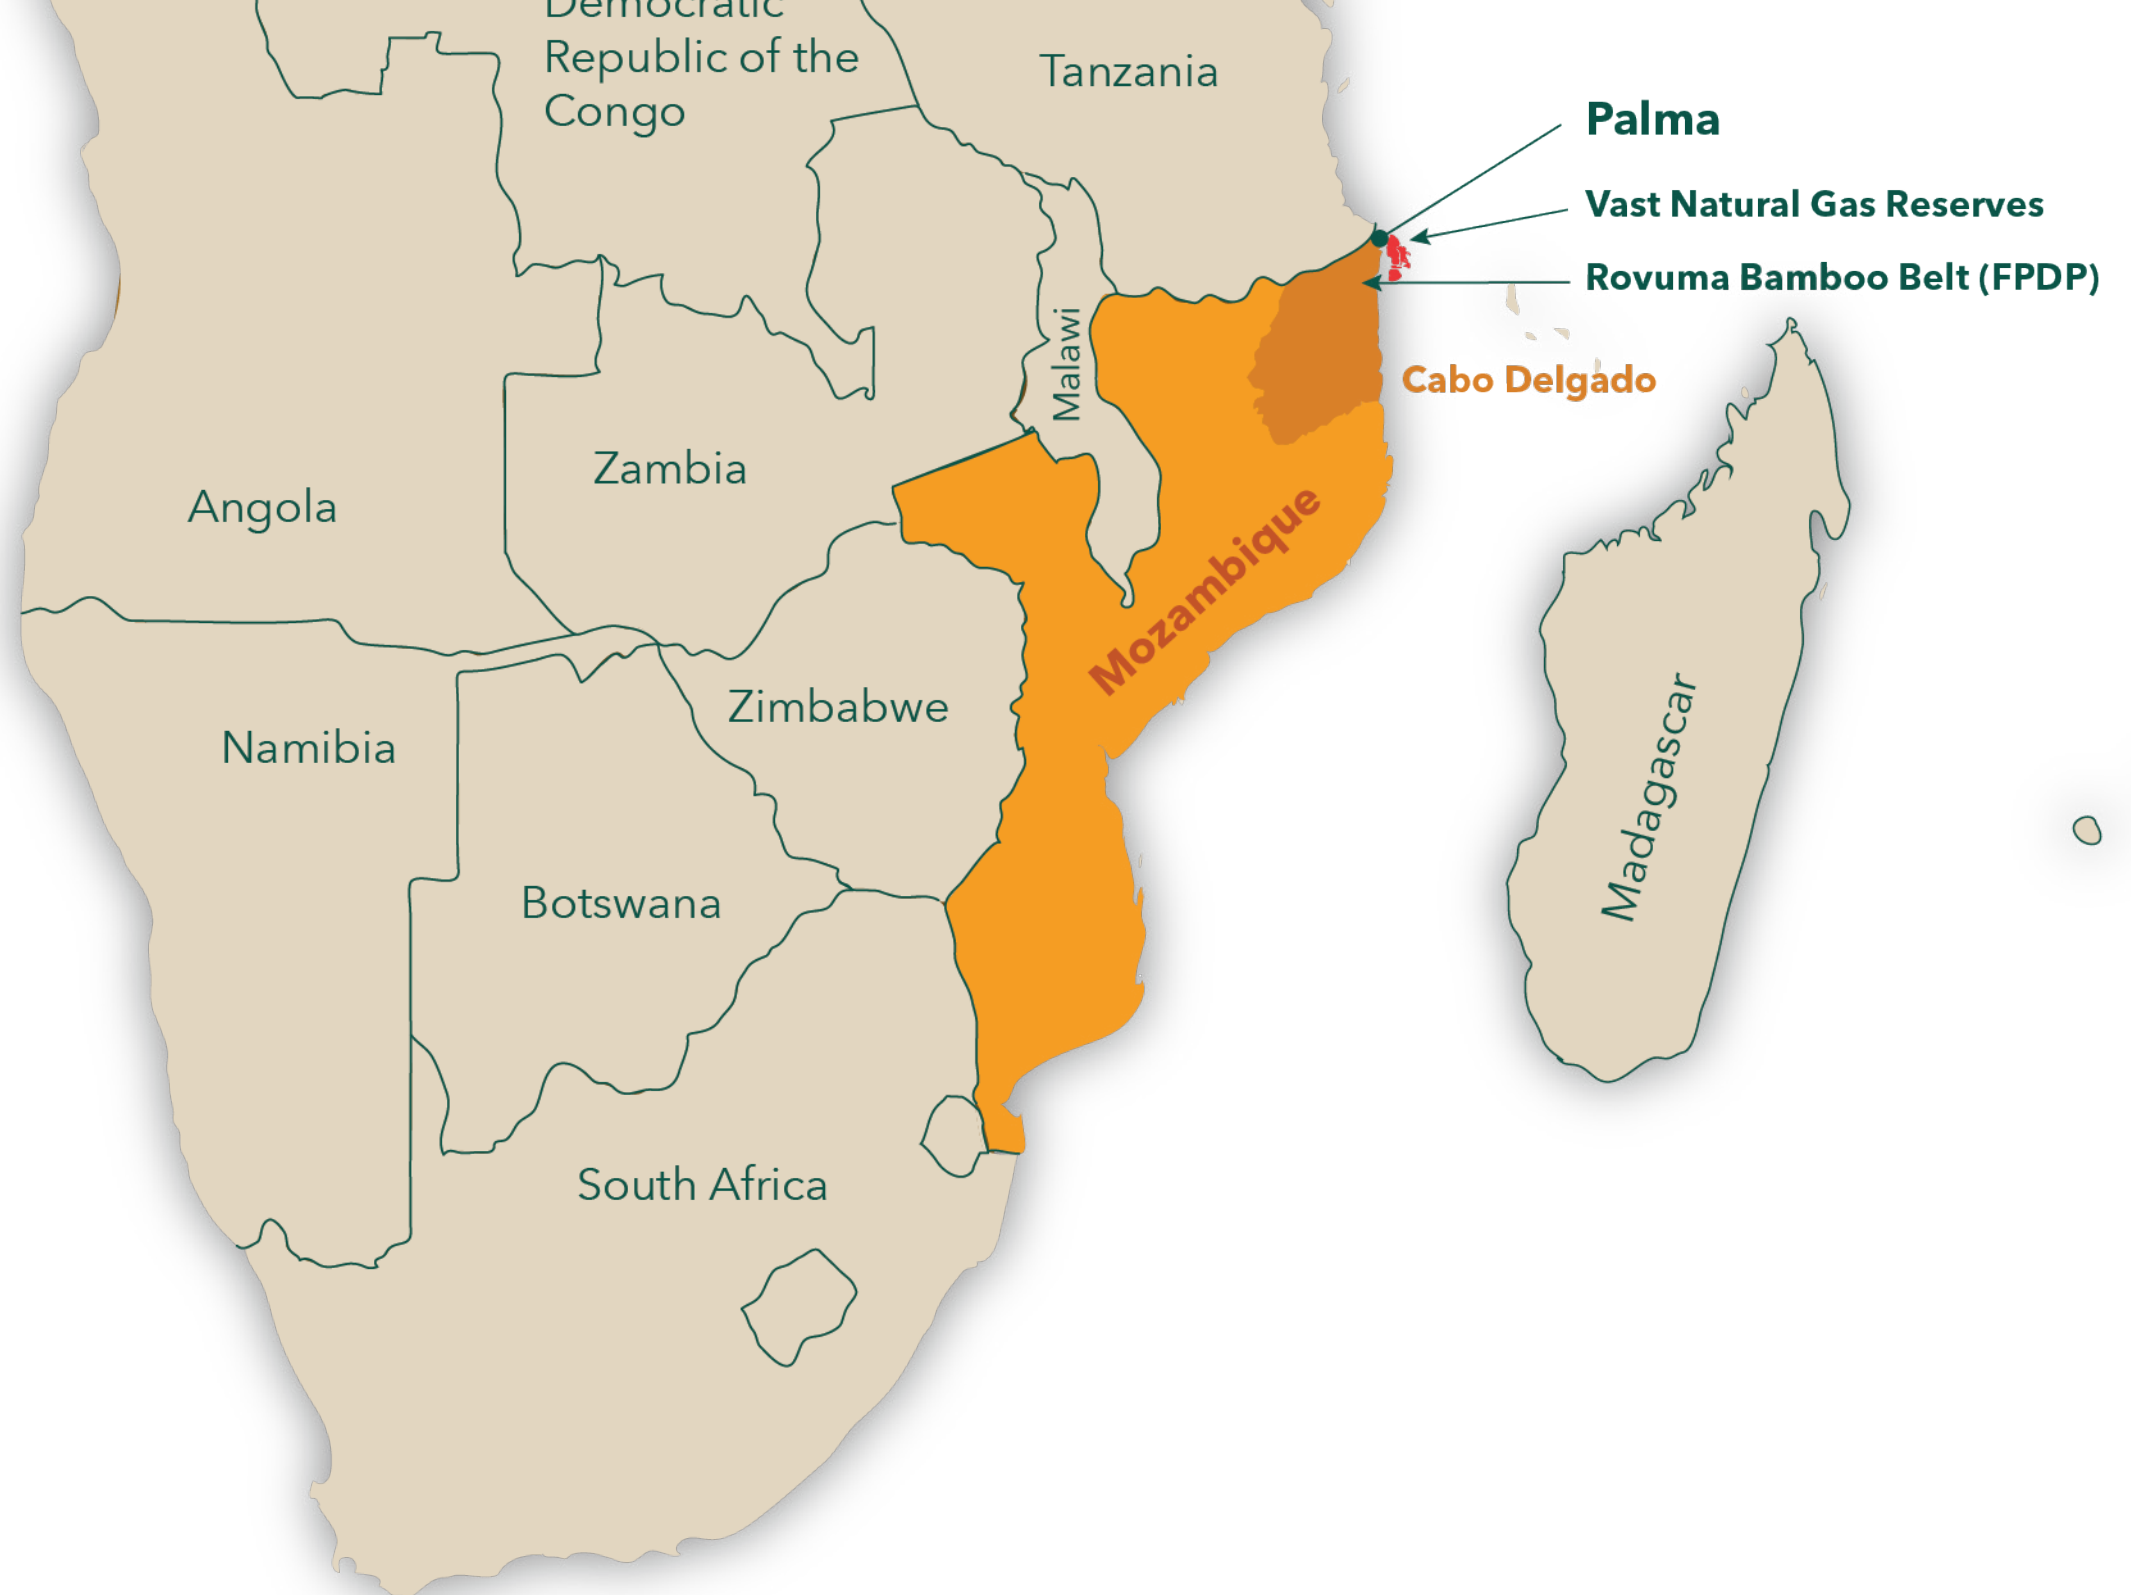 Democratic
Republic of the
Congo
Tanzania
Palma
Vast Natural Gas Reserves
Rovuma Bamboo Belt (FPDP)
Malawi
Cabo Delgado
Zambia
Angola
Mozambique
Zimbabwe
Namibia
Madagascar
Botswana
South Africa